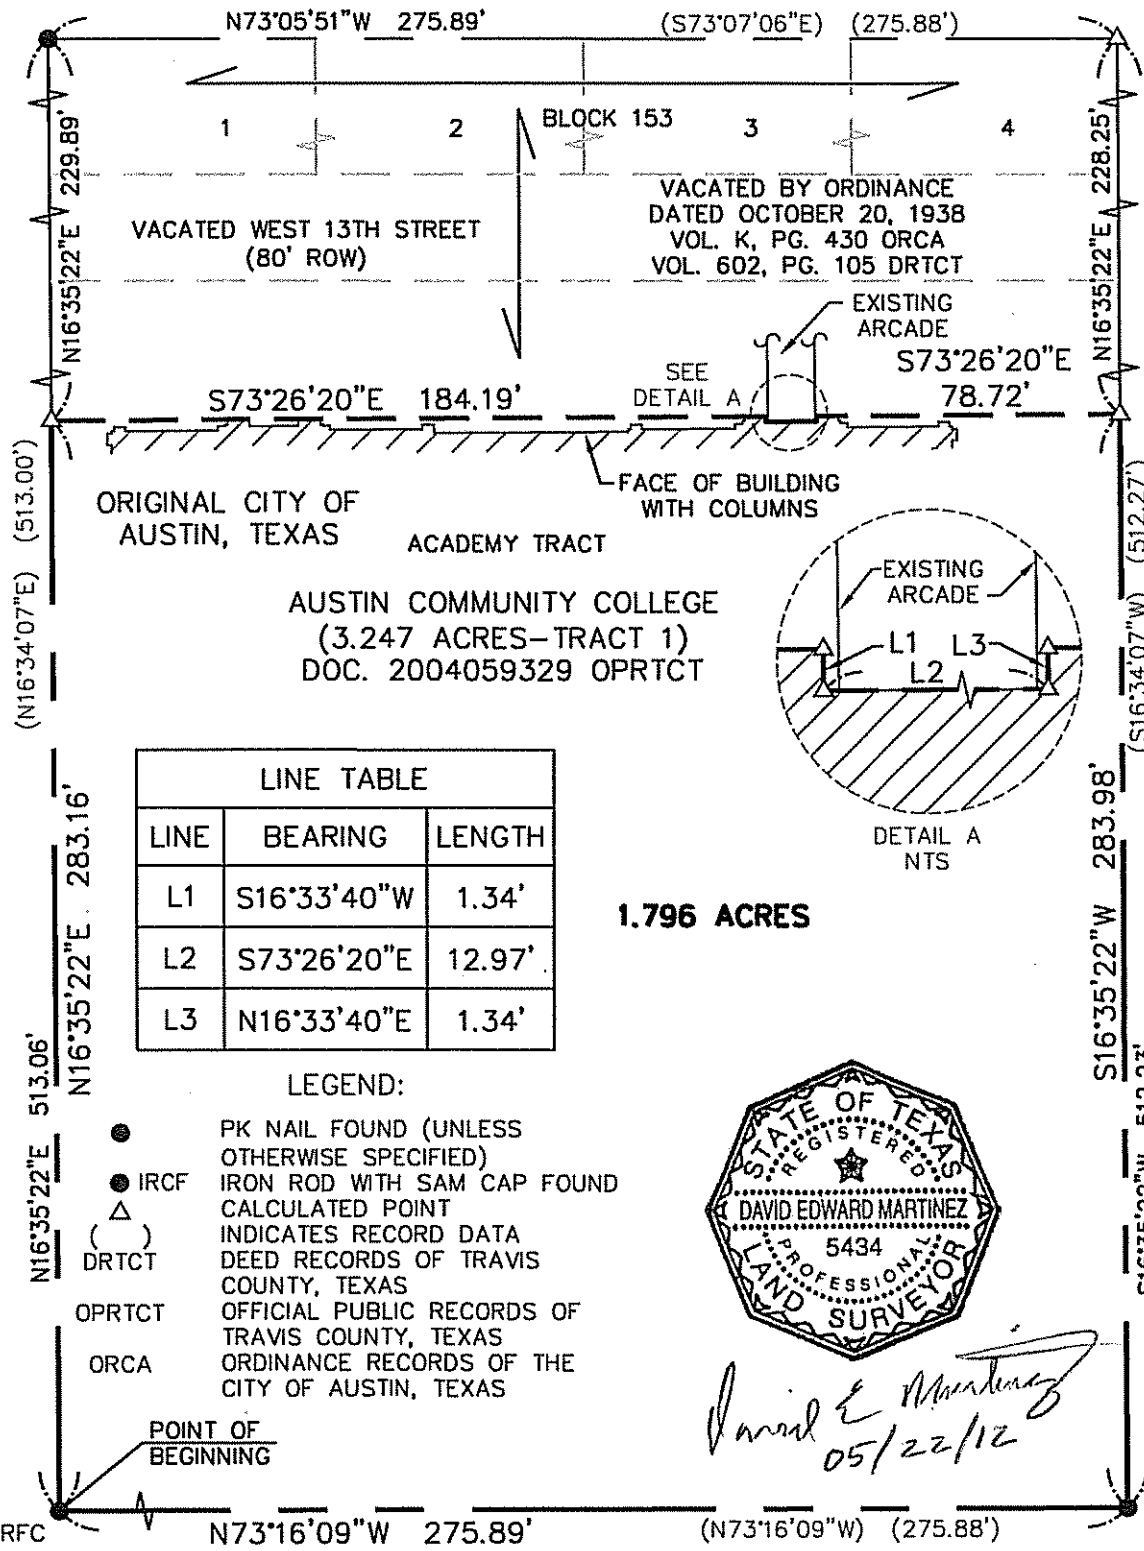 N73°05'51"W 275.89' (S73°07'06"E) (275.88')
N16°35'22"E 229.89'
N16°35'22"E 228.25'
BLOCK 153
1 2 3 4
VACATED WEST 13TH STREET
(80' ROW)
VACATED BY ORDINANCE
DATED OCTOBER 20, 1938
VOL. K, PG. 430 ORCA
VOL. 602, PG. 105 DRTCT
EXISTING
ARCADE
SEE
DETAIL A
S73°26'20"E
78.72'
S73°26'20"E 184.19'
FACE OF BUILDING
WITH COLUMNS
ORIGINAL CITY OF
AUSTIN, TEXAS
(N16°34'07"E) (513.00')
(S16°34'07"W) (512.27')
ACADEMY TRACT
AUSTIN COMMUNITY COLLEGE
(3.247 ACRES-TRACT 1)
DOC. 2004059329 OPRTCT
EXISTING
ARCADE
L1 L3
L2
DETAIL A
NTS
N16°35'22"E 283.16'
S16°35'22"W 283.98'
LINE TABLE
LINE BEARING LENGTH
L1 S16°33'40"W 1.34'
L2 S73°26'20"E 12.97'
L3 N16°33'40"E 1.34'
1.796 ACRES
N16°35'22"E 513.06'
LEGEND:
PK NAIL FOUND (UNLESS
OTHERWISE SPECIFIED)
IRCF IRON ROD WITH SAM CAP FOUND
CALCULATED POINT
( ) INDICATES RECORD DATA
DRTCT DEED RECORDS OF TRAVIS
COUNTY, TEXAS
OPRTCT OFFICIAL PUBLIC RECORDS OF
TRAVIS COUNTY, TEXAS
ORCA ORDINANCE RECORDS OF THE
CITY OF AUSTIN, TEXAS
STATE OF TEXAS
REGISTERED
DAVID EDWARD MARTINEZ
5434
PROFESSIONAL
LAND SURVEYOR
David E Martinez
05/22/12
POINT OF
BEGINNING
RFC
N73°16'09"W 275.89' (N73°16'09"W) (275.88')